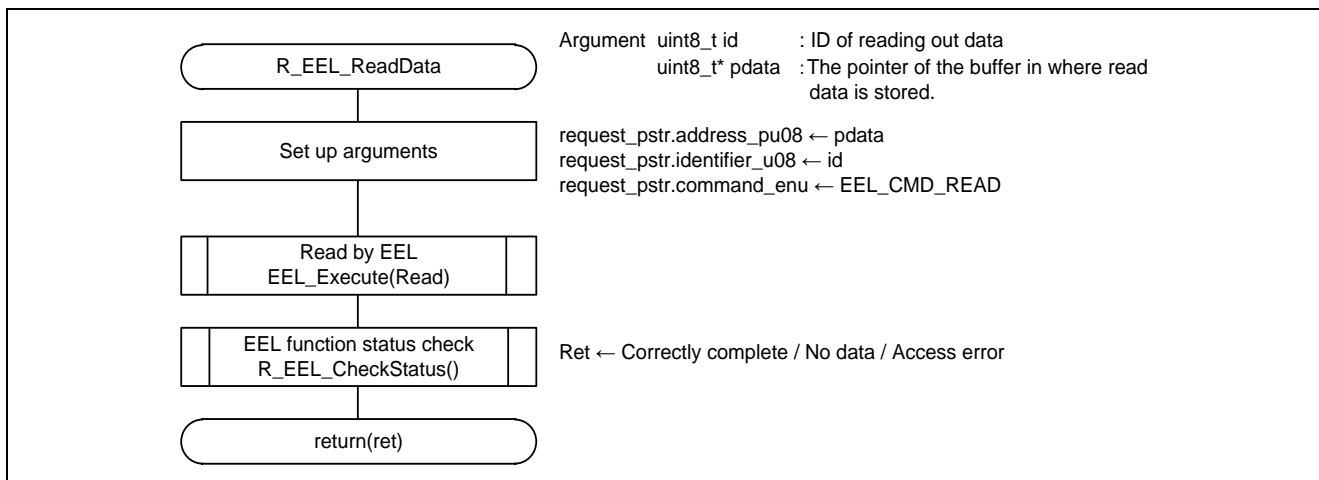 R_EEL_ReadData
Argument uint8_t id : ID of reading out data
uint8_t* pdata : The pointer of the buffer in where read
data is stored.
Set up arguments
request_pstr.address_pu08 ← pdata
request_pstr.identifier_u08 ← id
request_pstr.command_enu ← EEL_CMD_READ
Read by EEL
EEL_Execute(Read)
EEL function status check
R_EEL_CheckStatus()
Ret ← Correctly complete / No data / Access error
return(ret)